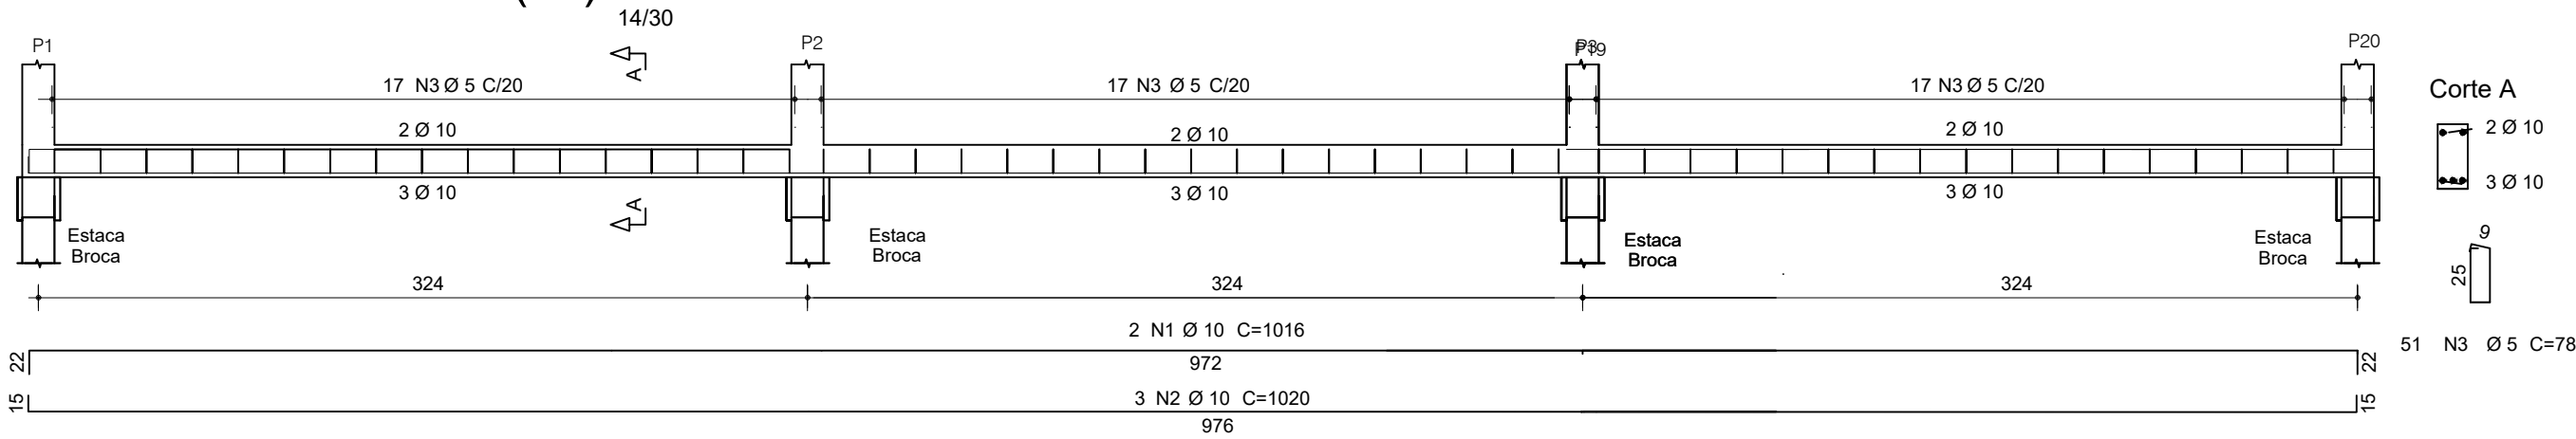 14/30
P1
P2
P3
P19
P20
A
17 N3 Ø 5 C/20
17 N3 Ø 5 C/20
17 N3 Ø 5 C/20
Corte A
2 Ø 10
2 Ø 10
2 Ø 10
2 Ø 10
3 Ø 10
3 Ø 10
3 Ø 10
3 Ø 10
A
Estaca
Broca
Estaca
Broca
Estaca
Broca
Estaca
Broca
9
25
324
324
324
2 N1 Ø 10 C=1016
22
972
22
51 N3 Ø 5 C=78
3 N2 Ø 10 C=1020
15
976
15